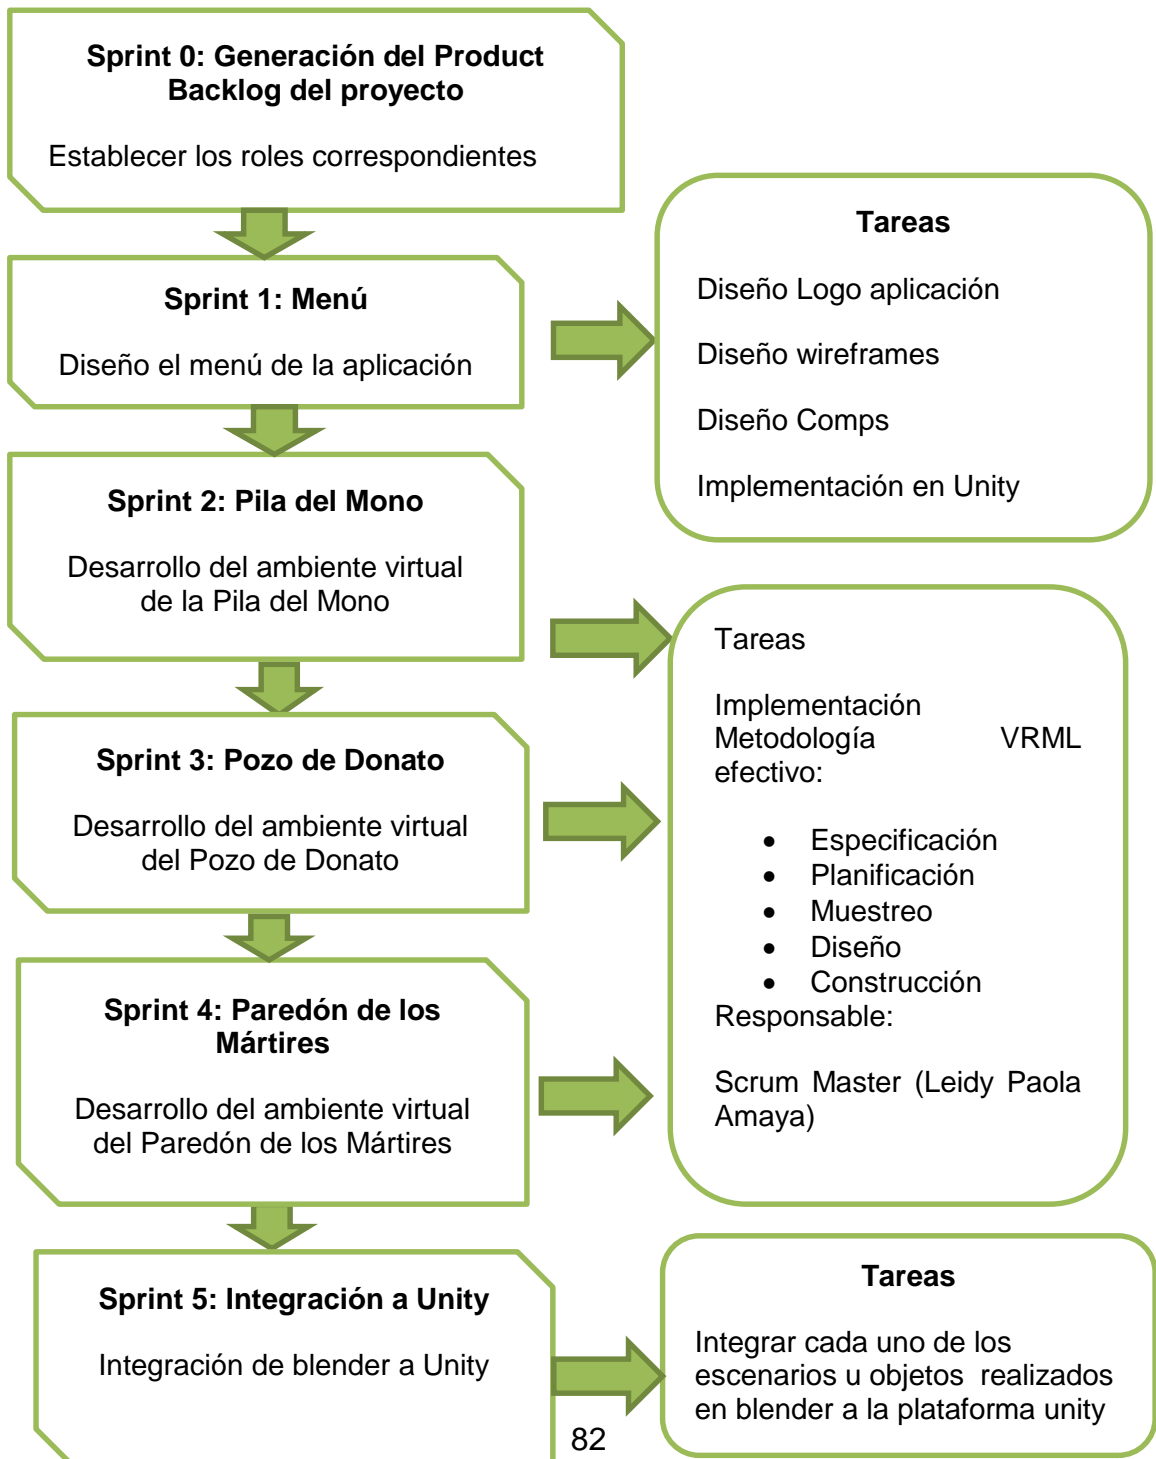 Sprint 0: Generación del Product
Backlog del proyecto
Establecer los roles correspondientes
Sprint 1: Menú
Diseño el menú de la aplicación
Tareas
Diseño Logo aplicación
Diseño wireframes
Diseño Comps
Implementación en Unity
Sprint 2: Pila del Mono
Desarrollo del ambiente virtual
de la Pila del Mono
Sprint 3: Pozo de Donato
Desarrollo del ambiente virtual
del Pozo de Donato
Sprint 4: Paredón de los
Mártires
Desarrollo del ambiente virtual
del Paredón de los Mártires
Tareas
Implementación
Metodología VRML
efectivo:
• Especificación
• Planificación
• Muestreo
• Diseño
• Construcción
Responsable:
Scrum Master (Leidy Paola
Amaya)
Sprint 5: Integración a Unity
Integración de blender a Unity
Tareas
Integrar cada uno de los
escenarios u objetos realizados
en blender a la plataforma unity
82